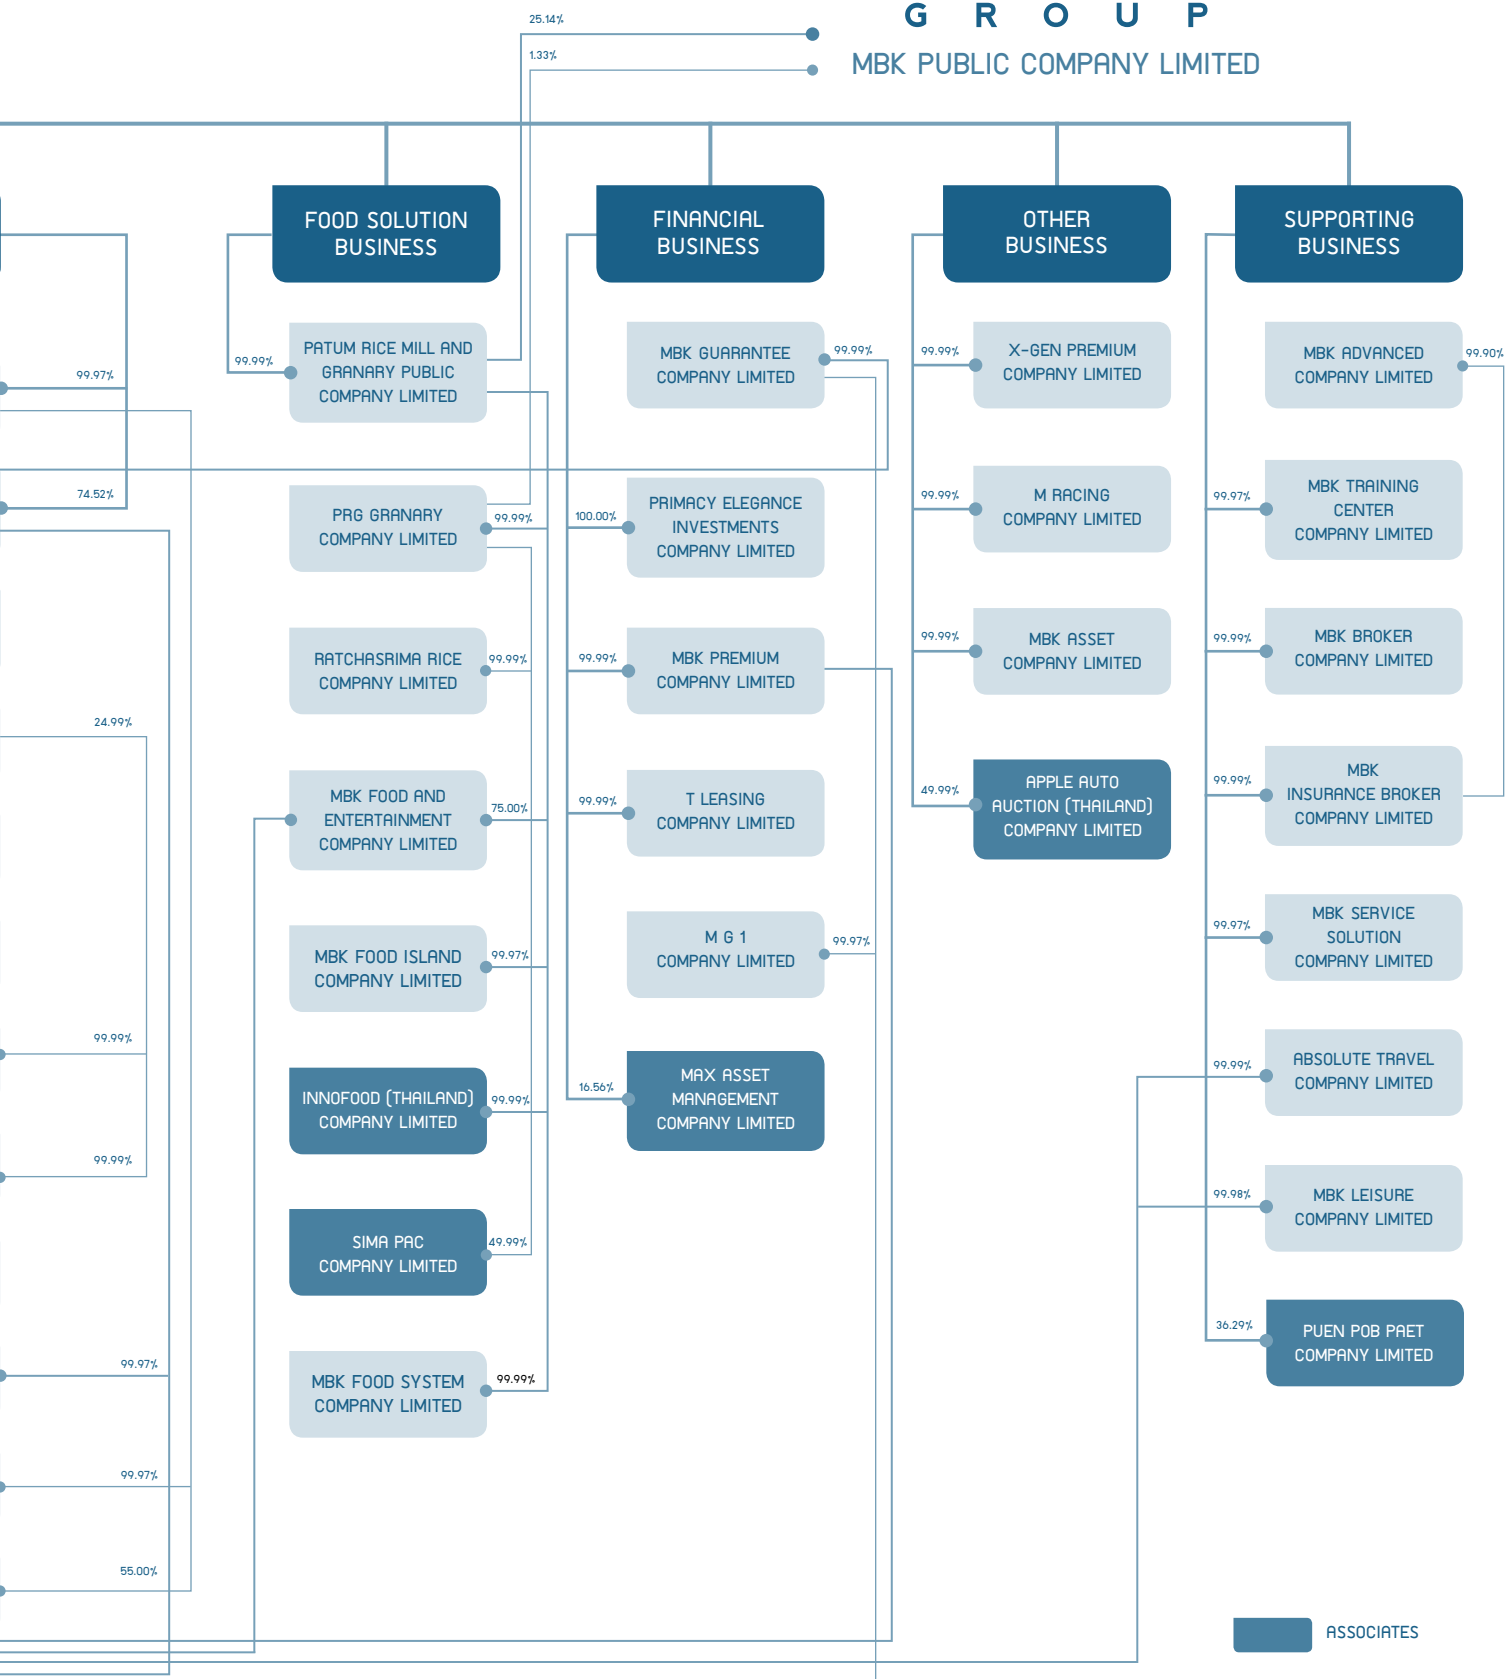 G R O U P
MBK PUBLIC COMPANY LIMITED
25.14%
1.33%
99.97%
74.52%
24.99%
99.99%
99.99%
99.97%
99.97%
55.00%
FOOD SOLUTION
BUSINESS
99.99%
PATUM RICE MILL AND
GRANARY PUBLIC
COMPANY LIMITED
PRG GRANARY
COMPANY LIMITED
99.99%
RATCHASRIMA RICE
COMPANY LIMITED
99.99%
MBK FOOD AND
ENTERTAINMENT
COMPANY LIMITED
75.00%
MBK FOOD ISLAND
COMPANY LIMITED
99.97%
INNOFOOD (THAILAND)
COMPANY LIMITED
99.99%
SIMA PAC
COMPANY LIMITED
49.99%
MBK FOOD SYSTEM
COMPANY LIMITED
99.99%
FINANCIAL
BUSINESS
MBK GUARANTEE
COMPANY LIMITED
99.99%
100.00%
PRIMACY ELEGANCE
INVESTMENTS
COMPANY LIMITED
99.99%
MBK PREMIUM
COMPANY LIMITED
99.99%
T LEASING
COMPANY LIMITED
M G 1
COMPANY LIMITED
99.97%
16.56%
MAX ASSET
MANAGEMENT
COMPANY LIMITED
OTHER
BUSINESS
99.99%
X-GEN PREMIUM
COMPANY LIMITED
99.99%
M RACING
COMPANY LIMITED
99.99%
MBK ASSET
COMPANY LIMITED
49.99%
APPLE AUTO
AUCTION (THAILAND)
COMPANY LIMITED
SUPPORTING
BUSINESS
MBK ADVANCED
COMPANY LIMITED
99.90%
99.97%
MBK TRAINING
CENTER
COMPANY LIMITED
99.99%
MBK BROKER
COMPANY LIMITED
99.99%
MBK
INSURANCE BROKER
COMPANY LIMITED
99.97%
MBK SERVICE
SOLUTION
COMPANY LIMITED
99.99%
ABSOLUTE TRAVEL
COMPANY LIMITED
99.98%
MBK LEISURE
COMPANY LIMITED
36.29%
PUEN POB PAET
COMPANY LIMITED
ASSOCIATES